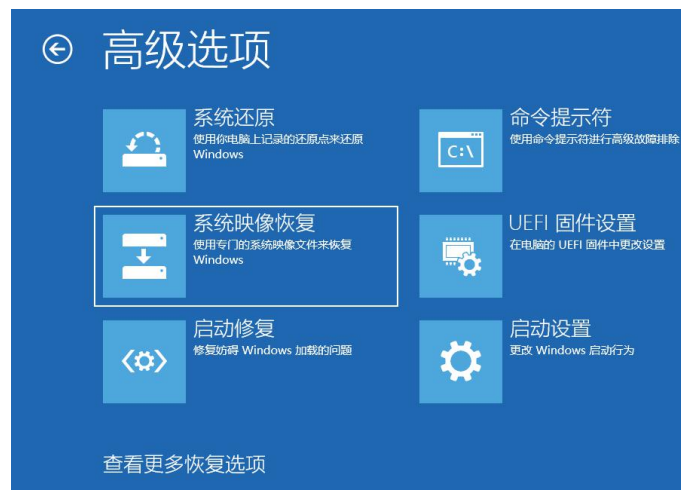 高级选项
系统还原
使用你电脑上记录的还原点来还原
Windows
命令提示符
使用命令提示符进行高级故障排除
C:\
系统映像恢复
使用专门的系统映像文件来恢复
Windows
UEFI 固件设置
在电脑的 UEFI 固件中更改设置
启动修复
修复妨碍 Windows 加载的问题
启动设置
更改 Windows 启动行为
查看更多恢复选项